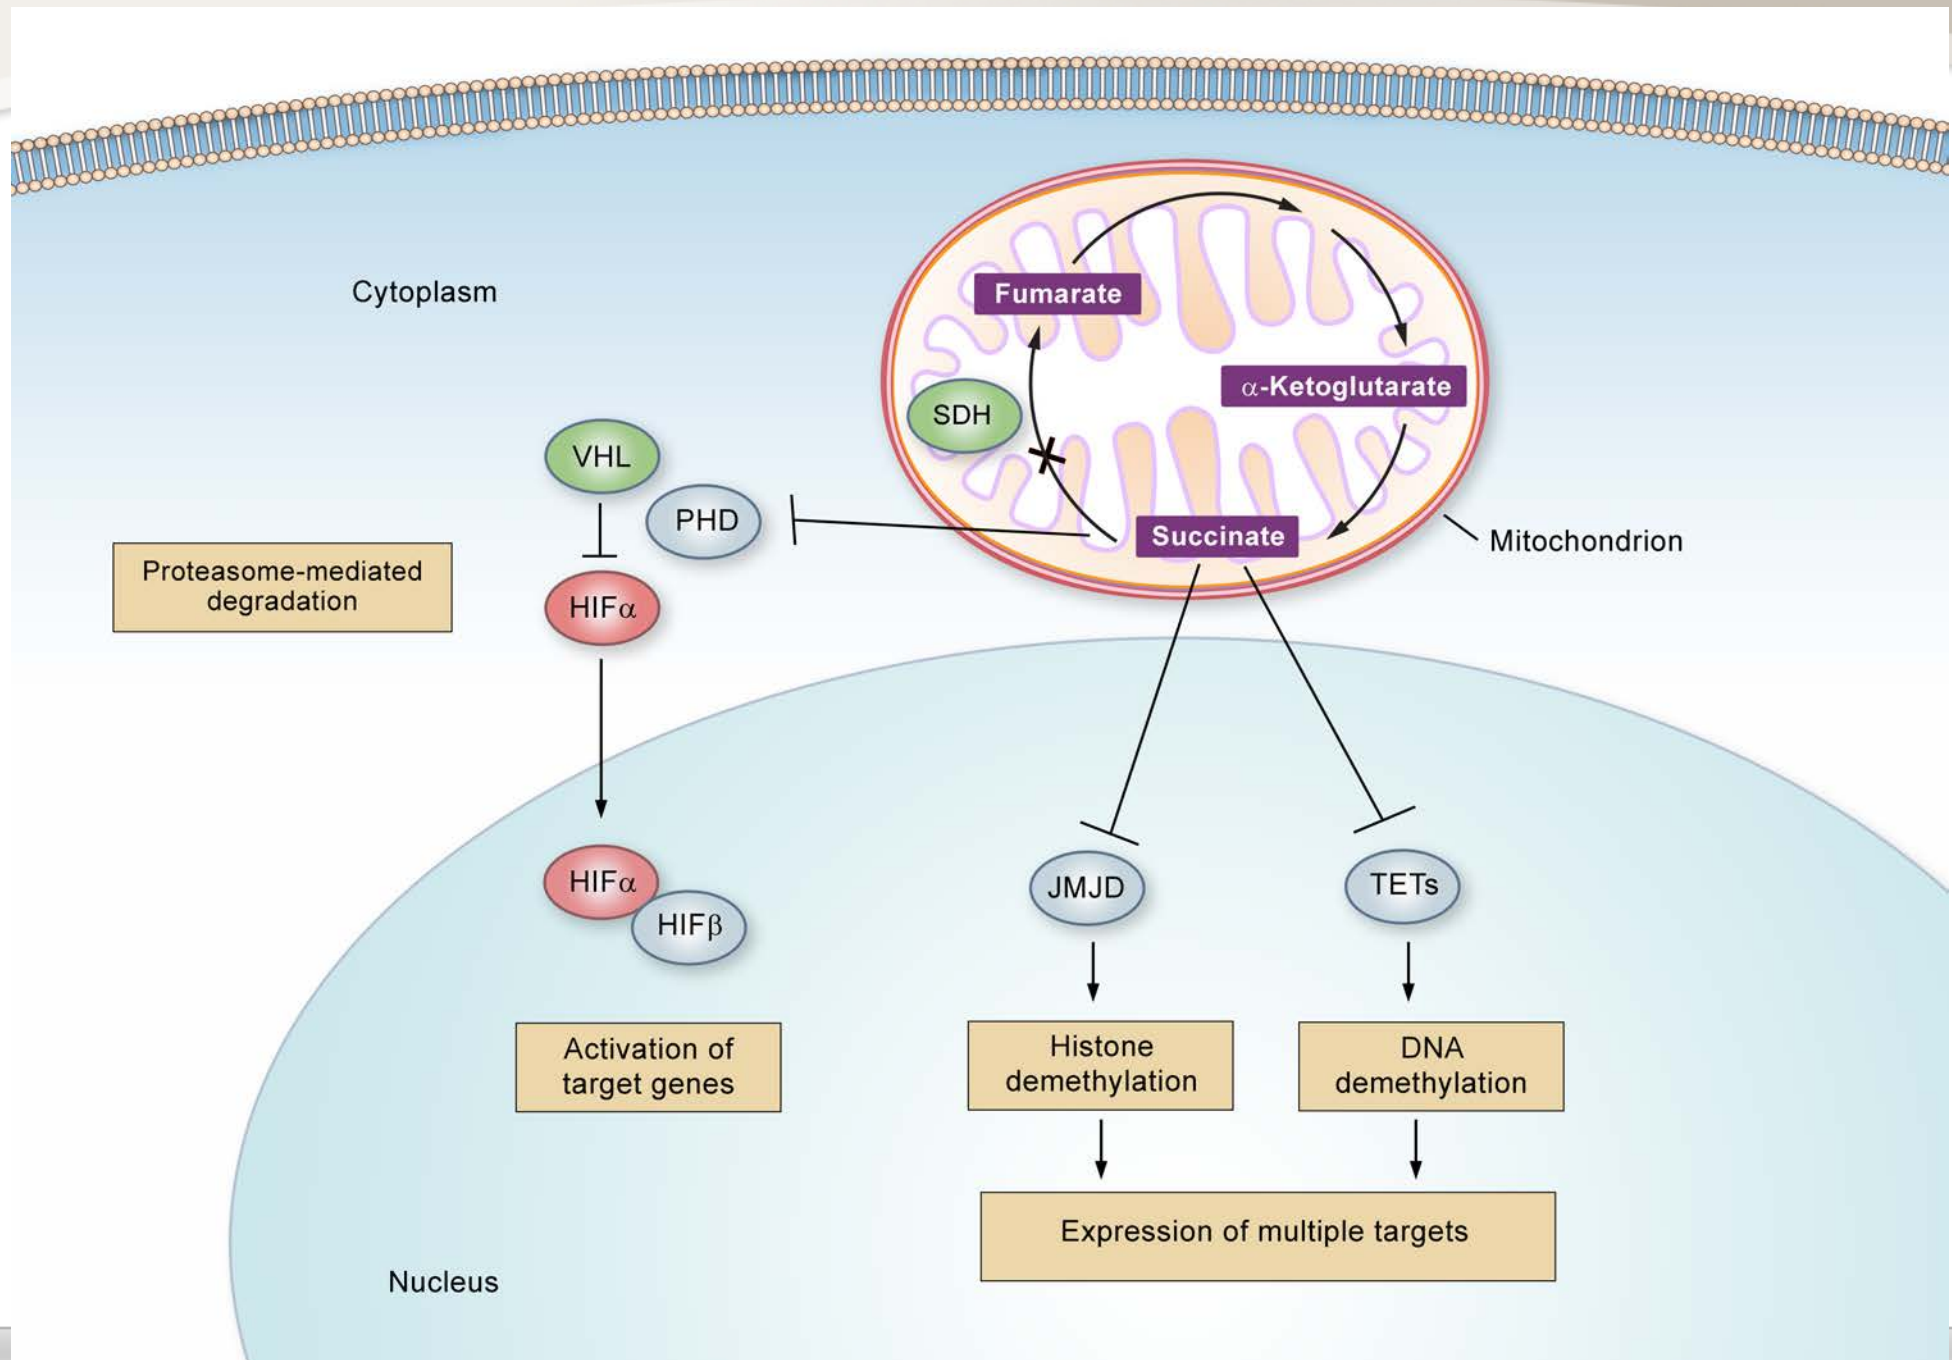 Cytoplasm
Fumarate
α-Ketoglutarate
SDH
VHL
PHD
Succinate
Mitochondrion
Proteasome-mediated
degradation
HIFα
HIFα
HIFβ
JMJD
TETs
Activation of
target genes
Histone
demethylation
DNA
demethylation
Expression of multiple targets
Nucleus